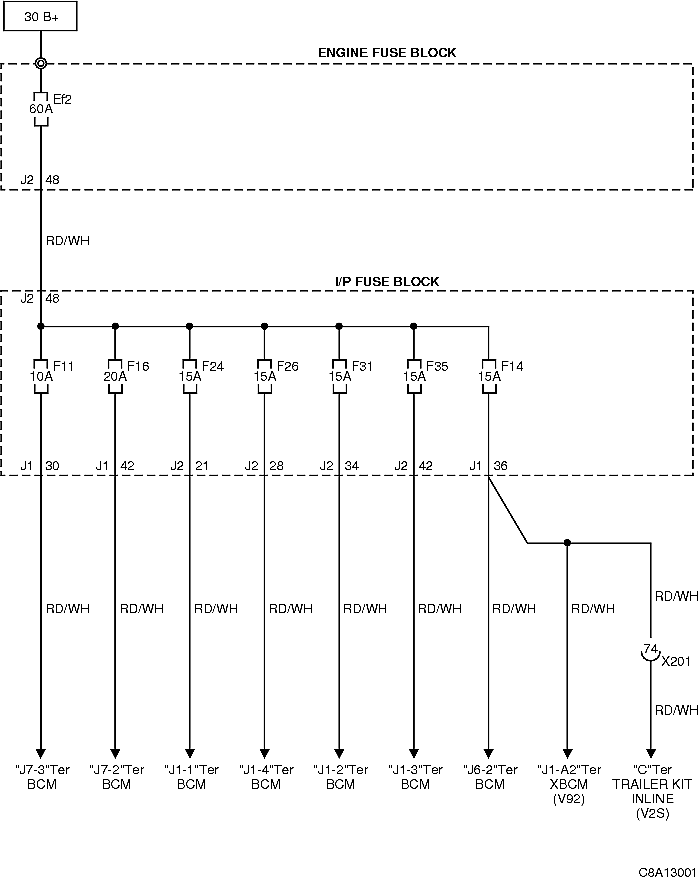 30 B+
ENGINE FUSE BLOCK
Ef2
60A
J2 48
RD/WH
I/P FUSE BLOCK
J2 48
F11 F16 F24 F26 F31 F35 F14
10A 20A 15A 15A 15A 15A 15A
J1 30 J1 42 J2 21 J2 28 J2 34 J2 42 J1 36
RD/WH
RD/WH RD/WH RD/WH RD/WH RD/WH RD/WH RD/WH RD/WH
74 X201
RD/WH
"J7-3"Ter "J7-2"Ter "J1-1"Ter "J1-4"Ter "J1-2"Ter "J1-3"Ter "J6-2"Ter "J1-A2"Ter "C"Ter
BCM BCM BCM BCM BCM BCM BCM XBCM TRAILER KIT
(V92) INLINE
(V2S)
C8A13001